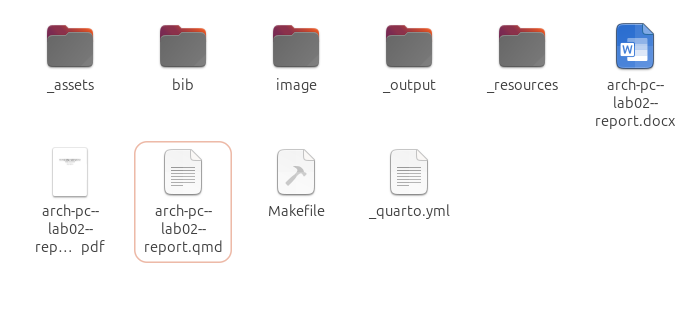 _assets
bib
image
_output
_resources
arch-pc--
lab02--
report.docx
arch-pc--
lab02--
rep... pdf
arch-pc--
lab02--
report.qmd
Makefile
_quarto.yml